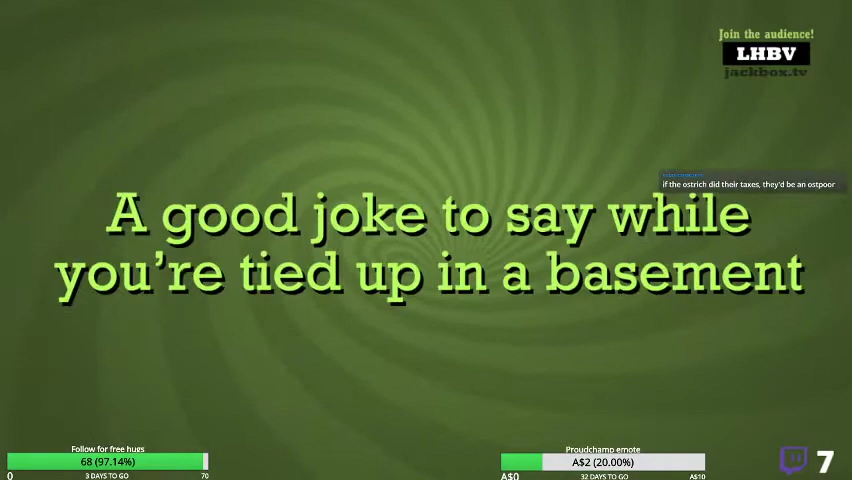 Join the audience!
LHBV
jackbox.tv
if the ostrich did their taxes, they'd be an ostpoor
A good joke to say while
you're tied up in a basement
Follow for free hugs
68 (97.14%)
0
3 DAYS TO GO
70
Proudchamp emote
A$2 (20.00%)
A$0
32 DAYS TO GO
A$10
7